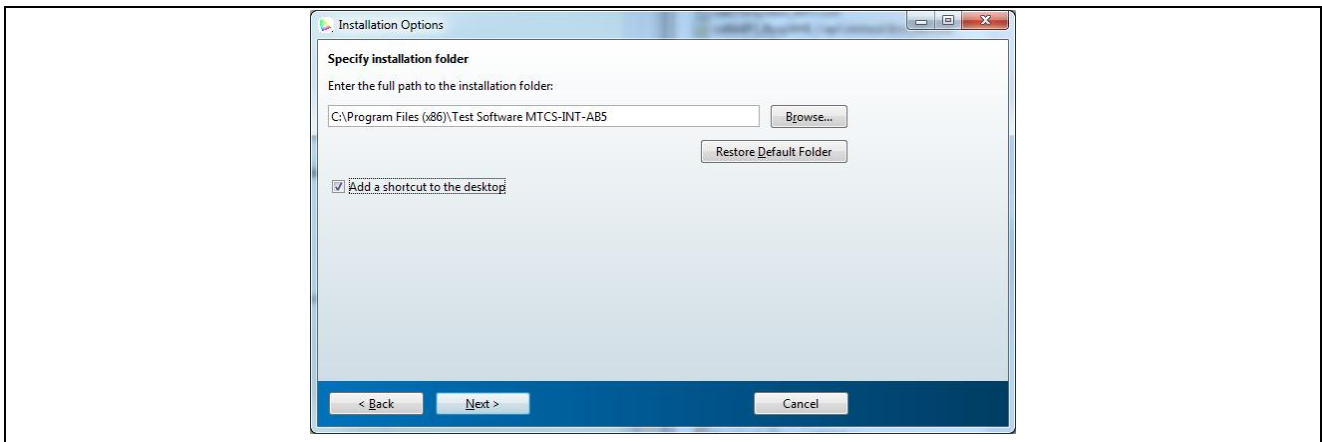 Installation Options
Specify installation folder
Enter the full path to the installation folder:
C:\Program Files (x86)\Test Software MTCS-INT-AB5
Browse...
Restore Default Folder
Add a shortcut to the desktop
< Back
Next >
Cancel